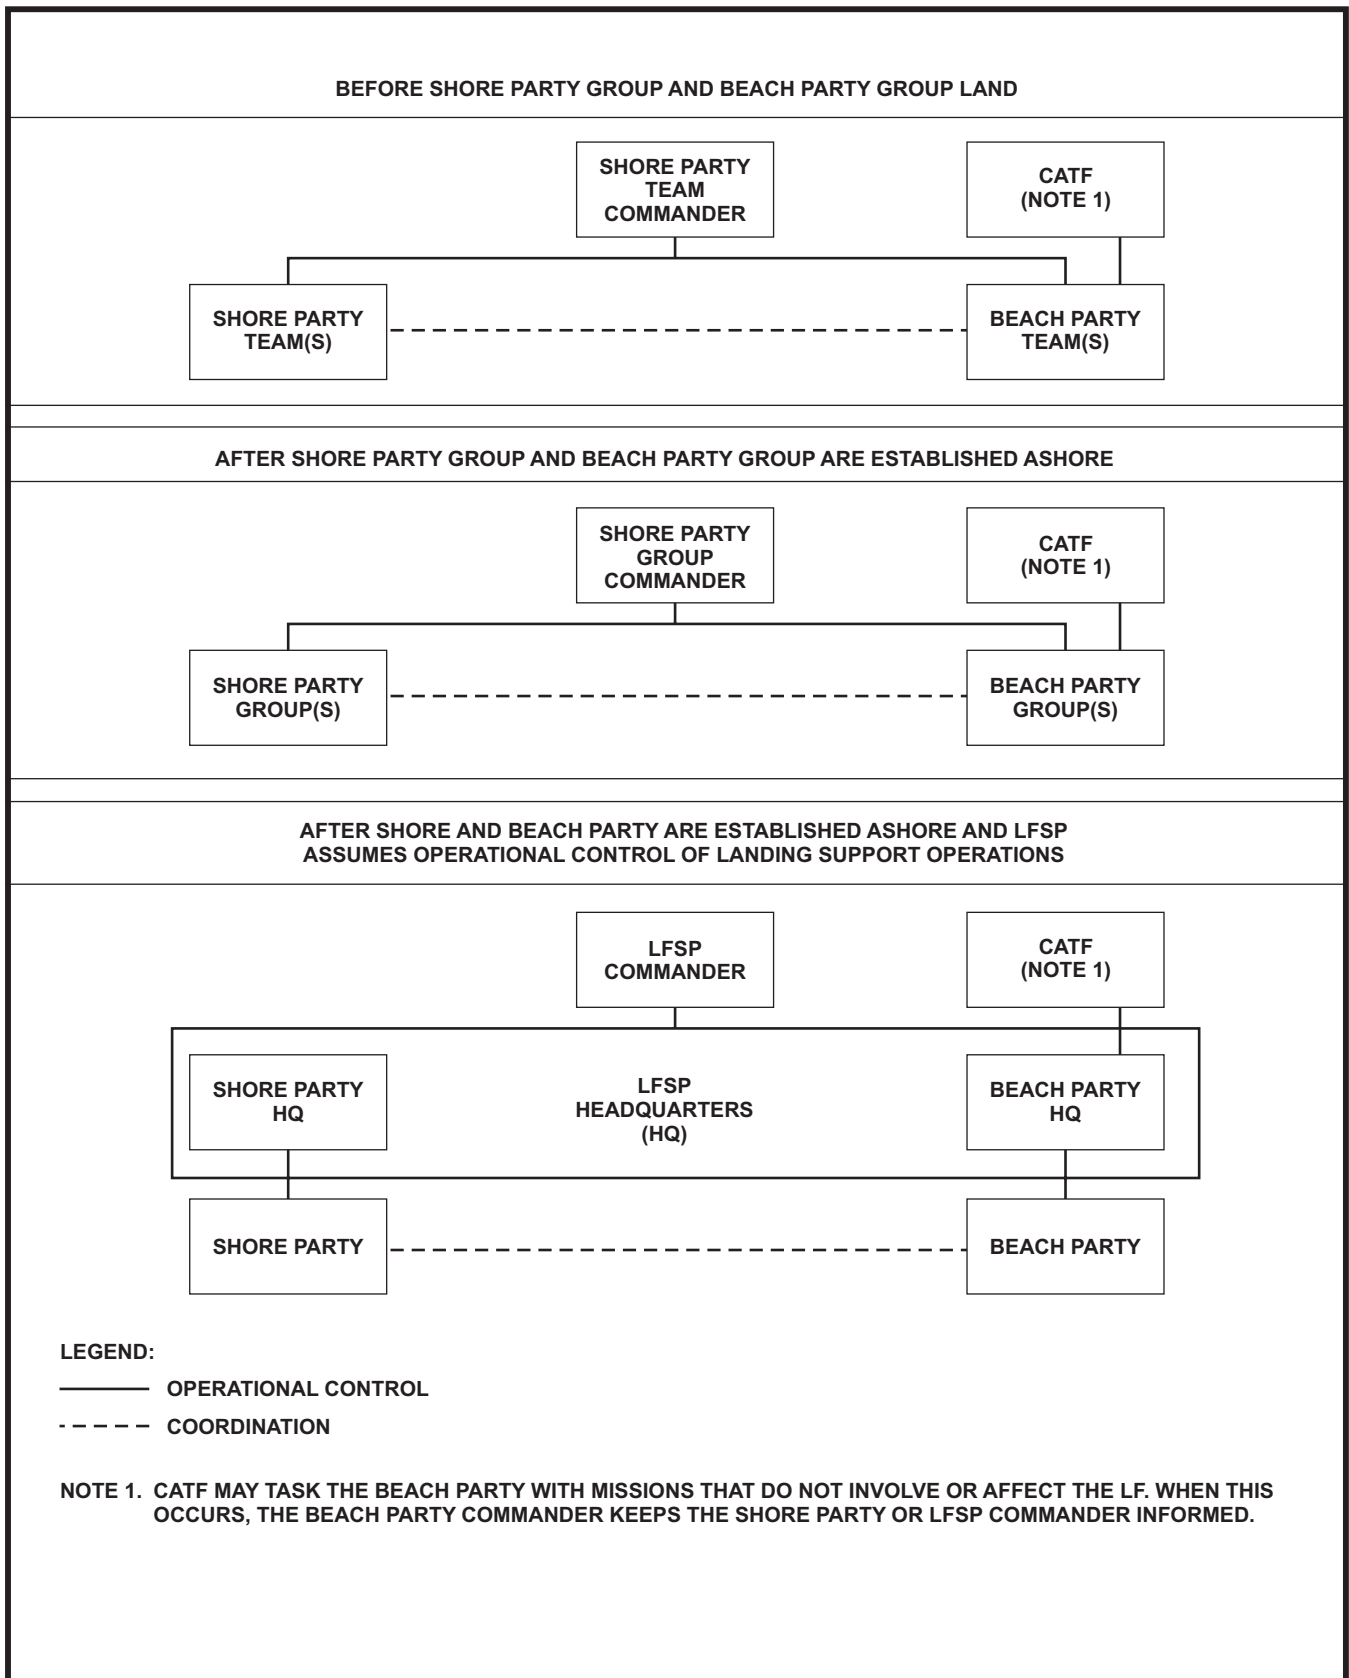 BEFORE SHORE PARTY GROUP AND BEACH PARTY GROUP LAND
SHORE PARTY
TEAM
COMMANDER
CATF
(NOTE 1)
SHORE PARTY
TEAM(S)
BEACH PARTY
TEAM(S)
AFTER SHORE PARTY GROUP AND BEACH PARTY GROUP ARE ESTABLISHED ASHORE
SHORE PARTY
GROUP
COMMANDER
CATF
(NOTE 1)
SHORE PARTY
GROUP(S)
BEACH PARTY
GROUP(S)
AFTER SHORE AND BEACH PARTY ARE ESTABLISHED ASHORE AND LFSP
ASSUMES OPERATIONAL CONTROL OF LANDING SUPPORT OPERATIONS
LFSP
COMMANDER
CATF
(NOTE 1)
SHORE PARTY
HQ
LFSP
HEADQUARTERS
(HQ)
BEACH PARTY
HQ
SHORE PARTY
BEACH PARTY
LEGEND:
OPERATIONAL CONTROL
COORDINATION
NOTE 1. CATF MAY TASK THE BEACH PARTY WITH MISSIONS THAT DO NOT INVOLVE OR AFFECT THE LF. WHEN THIS
OCCURS, THE BEACH PARTY COMMANDER KEEPS THE SHORE PARTY OR LFSP COMMANDER INFORMED.